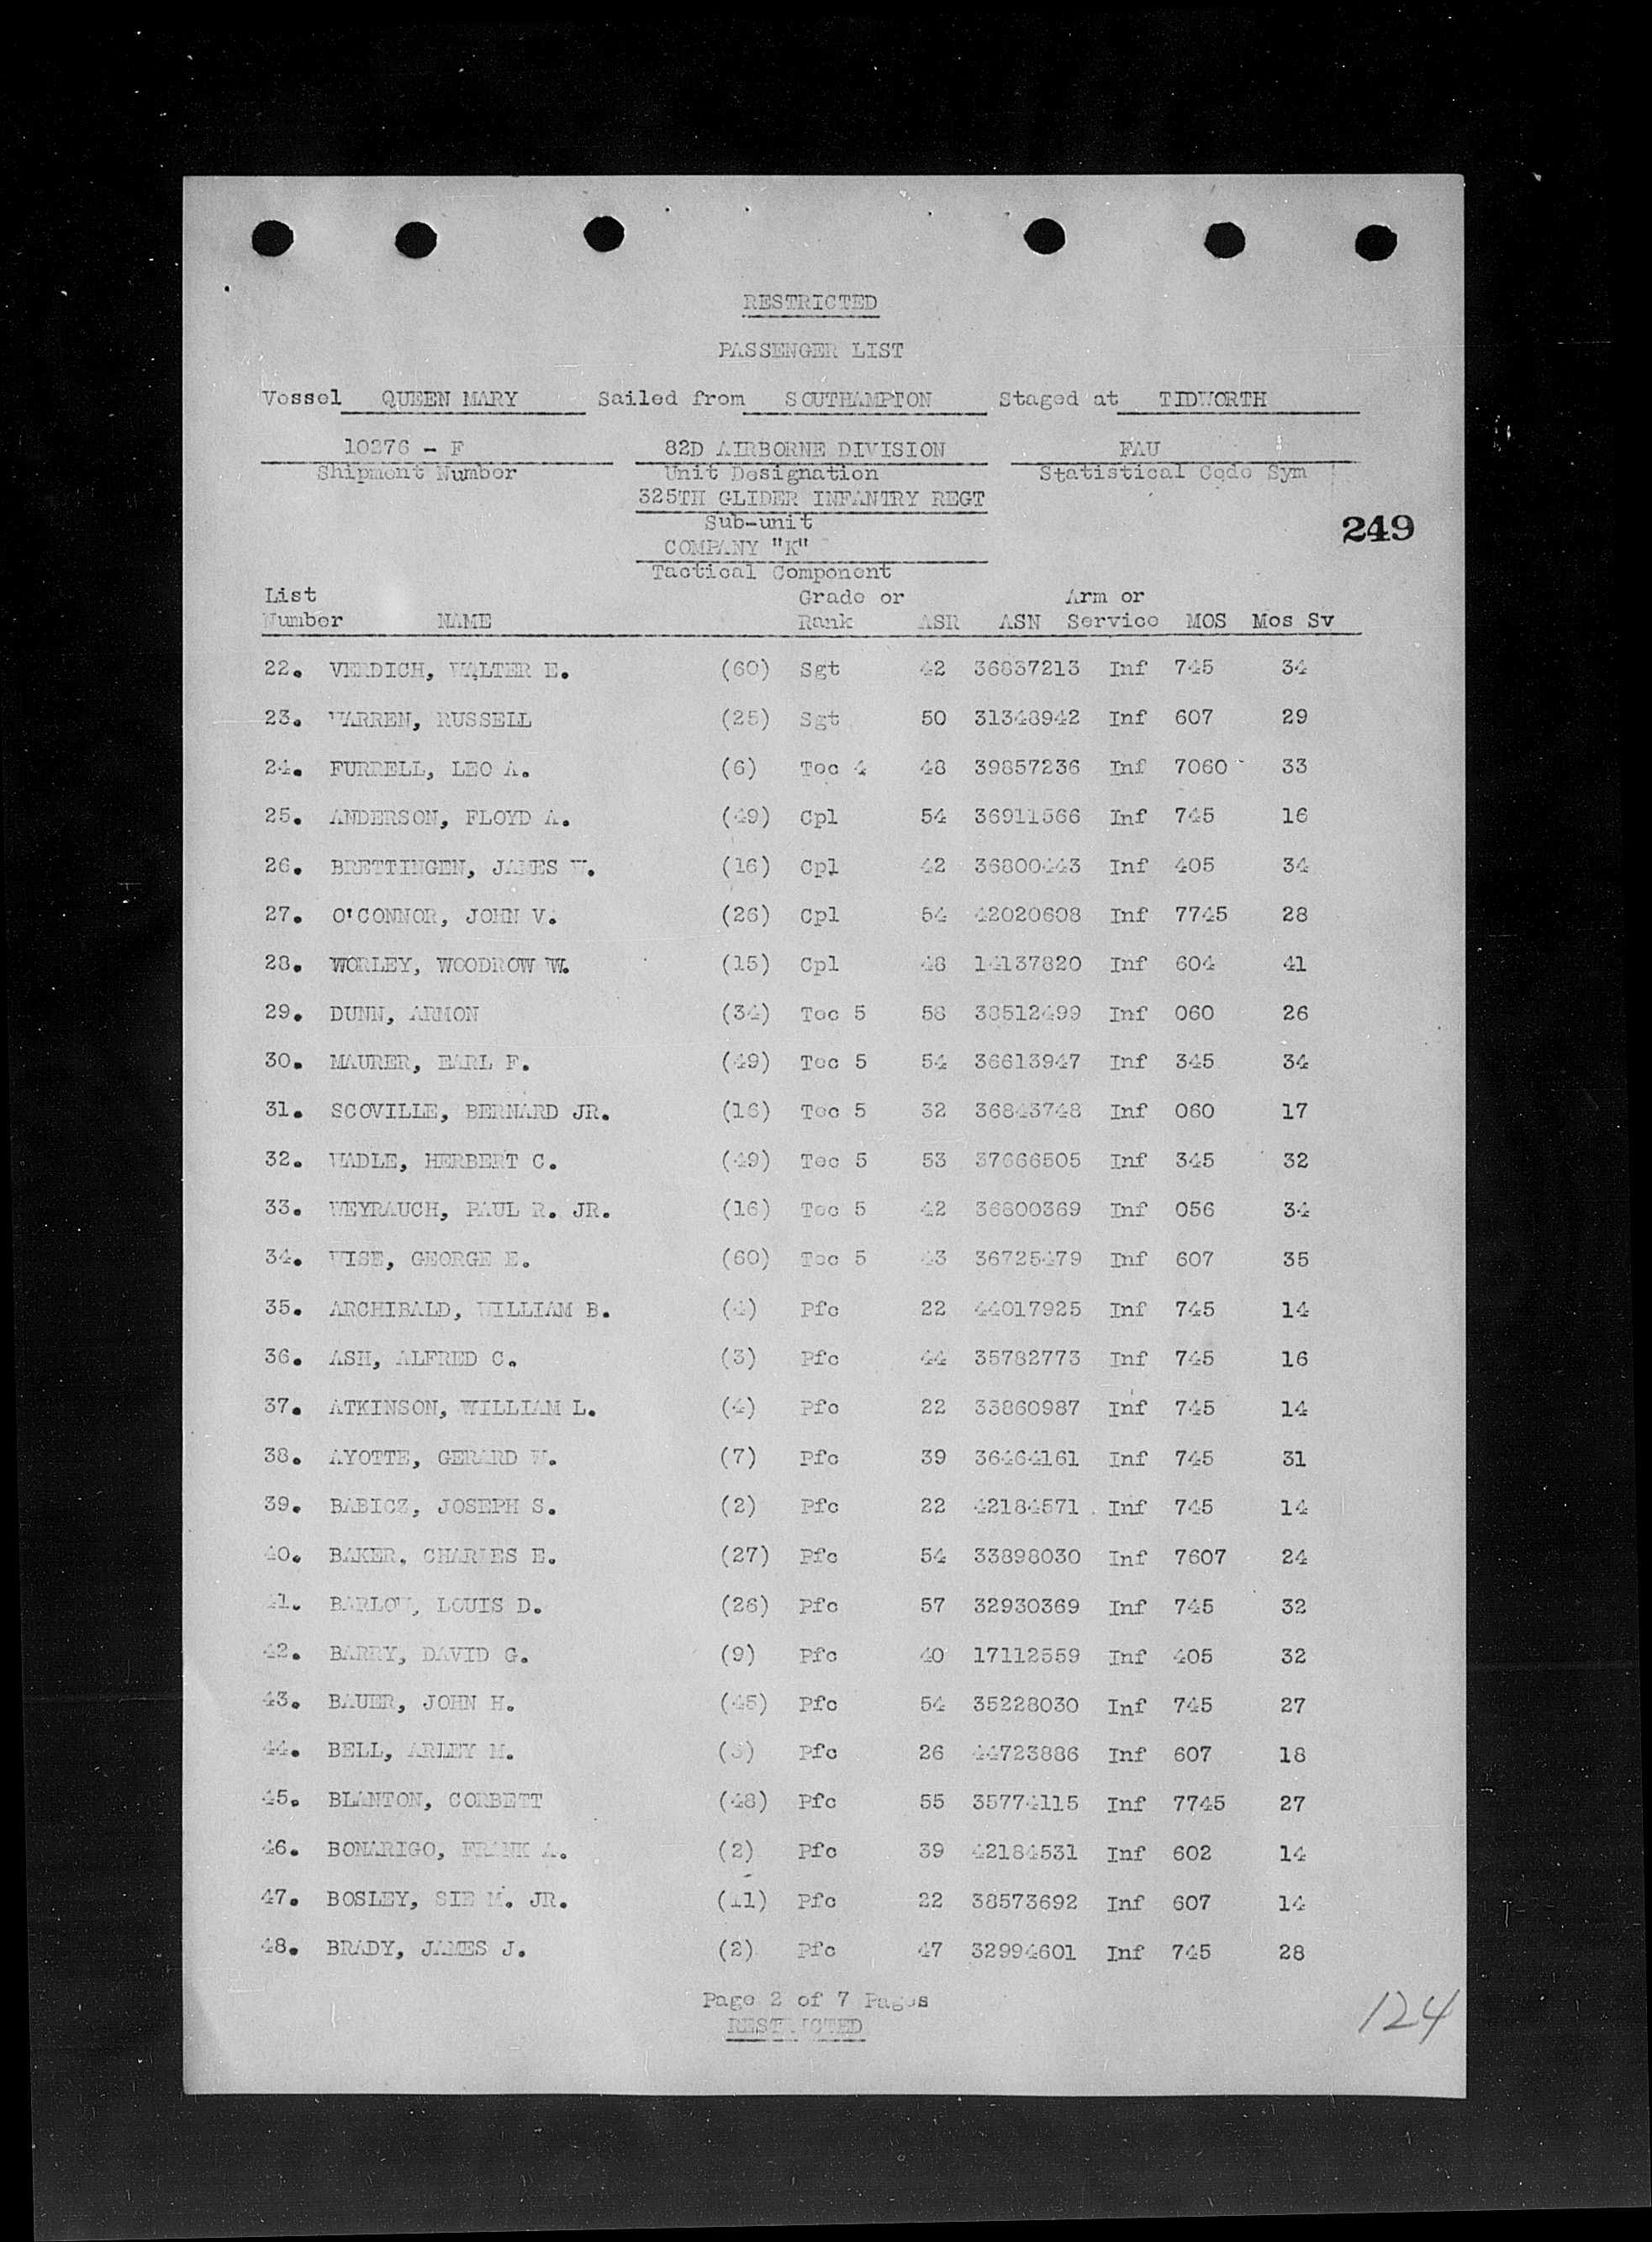 RESTRICTED
PASSENGER LIST
Vessel QUEEN MARY Sailed from SOUTHAMPTON Staged at TIDWORTH
10276 - F 82D AIRBORNE DIVISION FAU
Shipment Number Unit Designation Statistical Code Sym
325TH GLIDER INFANTRY REGT
Sub-unit
249
COMPANY "K"
Tactical Component
List Grade or Arm or
Number NAME Rank ASR ASN Service MOS Mos Sv
22. VERDICH, WALTER E. (60) Sgt 42 36837213 Inf 745 34
23. WARREN, RUSSELL (25) Sgt 50 31348942 Inf 607 29
24. FURRELL, LEO A. (6) Tec 4 48 39857236 Inf 7060 33
25. ANDERSON, FLOYD A. (49) Cpl 54 36911566 Inf 745 16
26. BRETTINGEN, JAMES W. (16) Cpl 42 36800443 Inf 405 34
27. O'CONNOR, JOHN V. (26) Cpl 54 42020608 Inf 7745 28
28. WORLEY, WOODROW W. (15) Cpl 48 14137820 Inf 604 41
29. DUNN, ARMON (34) Tec 5 58 38512499 Inf 060 26
30. MAURER, EARL F. (49) Tec 5 54 36613947 Inf 345 34
31. SCOVILLE, BERNARD JR. (16) Tec 5 32 36843748 Inf 060 17
32. WADLE, HERBERT C. (49) Tec 5 53 37666505 Inf 345 32
33. WEYRAUCH, PAUL R. JR. (16) Tec 5 42 36800369 Inf 056 34
34. WISE, GEORGE E. (60) Tec 5 43 36725479 Inf 607 35
35. ARCHIBALD, WILLIAM B. (4) Pfc 22 44017925 Inf 745 14
36. ASH, ALFRED C. (3) Pfc 44 35782773 Inf 745 16
37. ATKINSON, WILLIAM L. (4) Pfc 22 33860987 Inf 745 14
38. AYOTTE, GERARD W. (7) Pfc 39 36464161 Inf 745 31
39. BABICZ, JOSEPH S. (2) Pfc 22 42184571 Inf 745 14
40. BAKER, CHARLES E. (27) Pfc 54 33898030 Inf 7607 24
41. BARLOW, LOUIS D. (26) Pfc 57 32930369 Inf 745 32
42. BARRY, DAVID G. (9) Pfc 40 17112559 Inf 405 32
43. BAUER, JOHN H. (45) Pfc 54 35228030 Inf 745 27
44. BELL, ARLEY M. Pfc 26 44723886 Inf 607 18
45. BLANTON, CORBETT (48) Pfc 55 35774115 Inf 7745 27
46. BONARIGO, FRANK A. (2) Pfc 39 42184531 Inf 602 14
47. BOSLEY, SIE M. JR. (11) Pfc 22 38573692 Inf 607 14
48. BRADY, JAMES J. (2) Pfc 47 32994601 Inf 745 28
Page 2 of 7 Pages
RESTRICTED
124